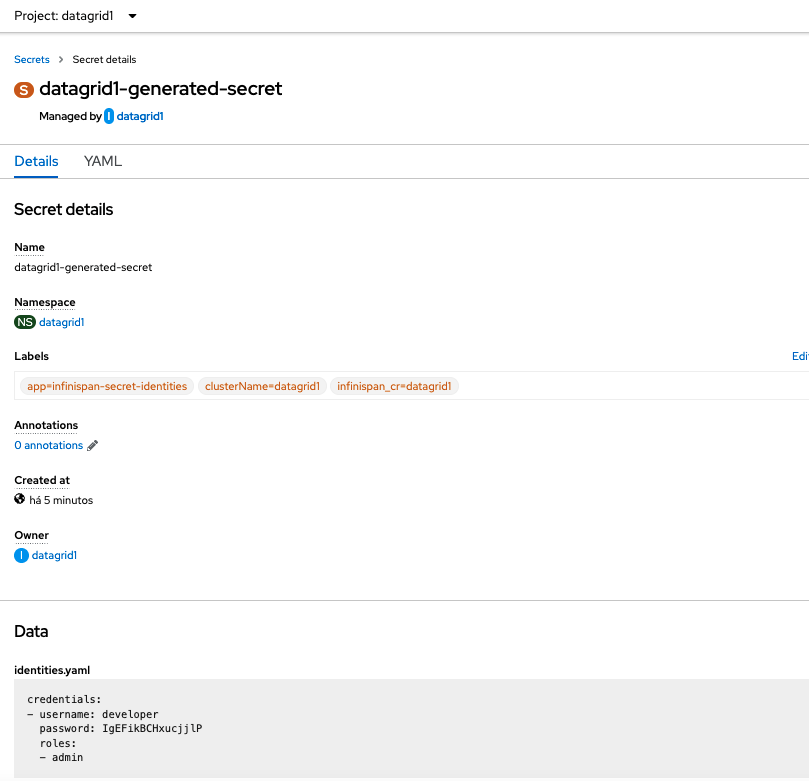 Project: datagrid1
Secrets > Secret details
S datagrid1-generated-secret
Managed by I datagrid1
Details YAML
Secret details
Name
datagrid1-generated-secret
Namespace
NS datagrid1
Labels
Edi
app=infinispan-secret-identities clusterName=datagrid1 infinispan_cr=datagrid1
Annotations
0 annotations
Created at
há 5 minutos
Owner
I datagrid1
Data
identities.yaml
credentials:
- username: developer
password: IgEFikBCHxucjjlP
roles:
- admin